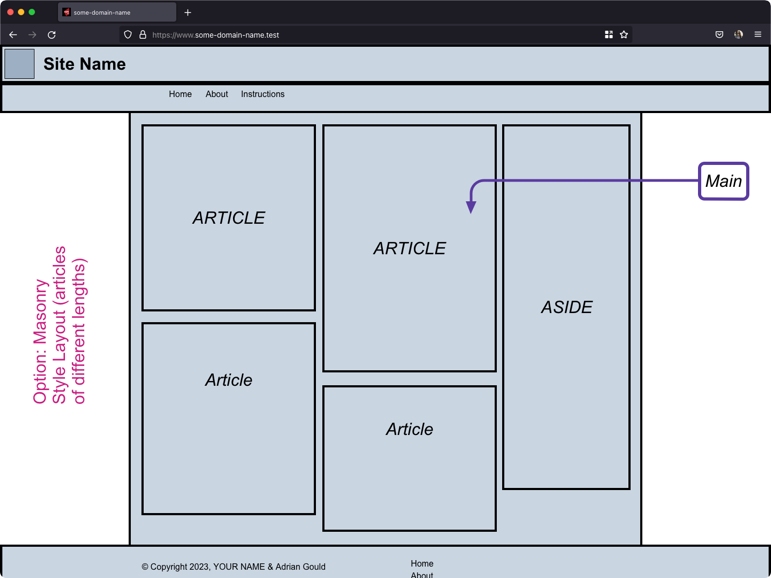 some-domain-name
https://www.some-domain-name.test
Site Name
Home About Instructions
ARTICLE
ARTICLE
Main
ASIDE
Option: Masonry
Style Layout (articles
of different lengths)
Article
Article
© Copyright 2023, YOUR NAME & Adrian Gould
Home
About